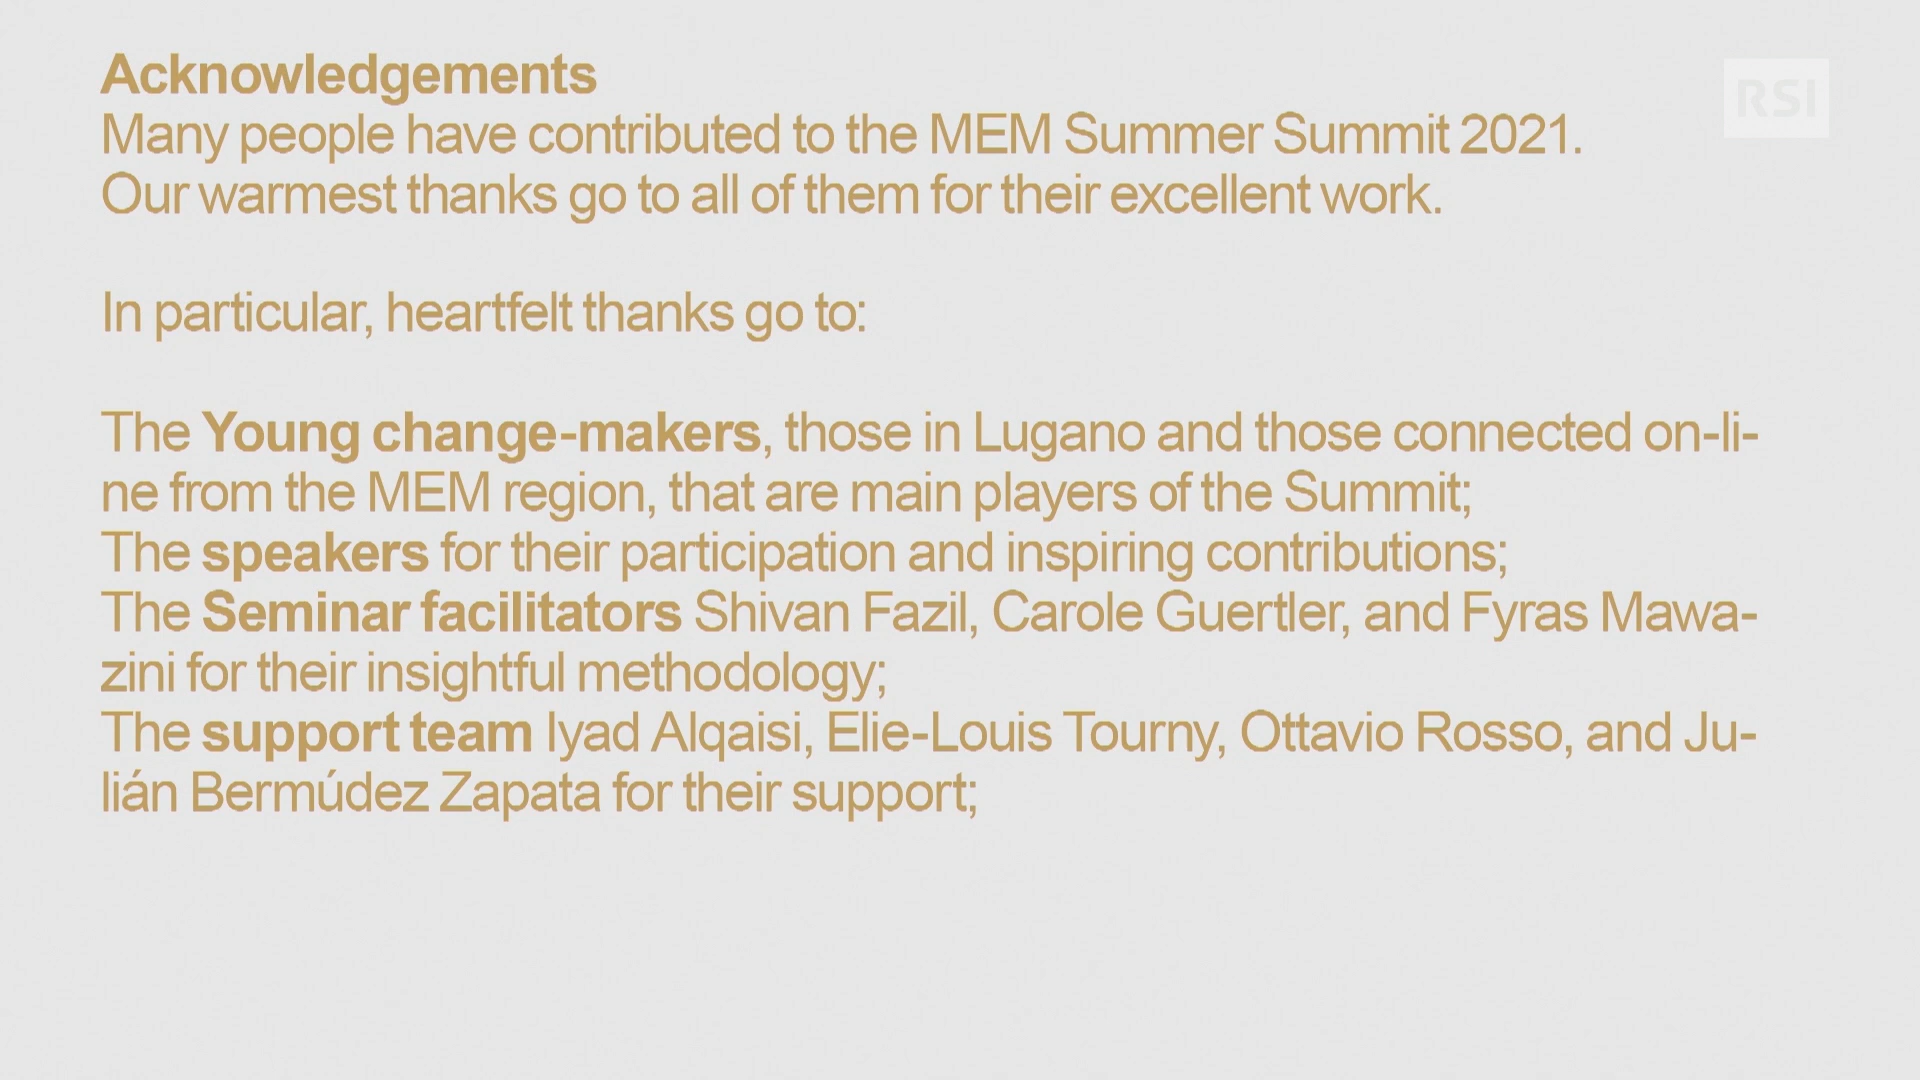 Acknowledgements
RSI
Many people have contributed to the MEM Summer Summit 2021.
Our warmest thanks go to all of them for their excellent work.
In particular, heartfelt thanks go to:
The Young change-makers, those in Lugano and those connected on-li-
ne from the MEM region, that are main players of the Summit;
The speakers for their participation and inspiring contributions;
The Seminar facilitators Shivan Fazil, Carole Guertler, and Fyras Mawa-
zini for their insightful methodology;
The support team Iyad Alqaisi, Elie-Louis Tourny, Ottavio Rosso, and Ju-
lián Bermúdez Zapata for their support;